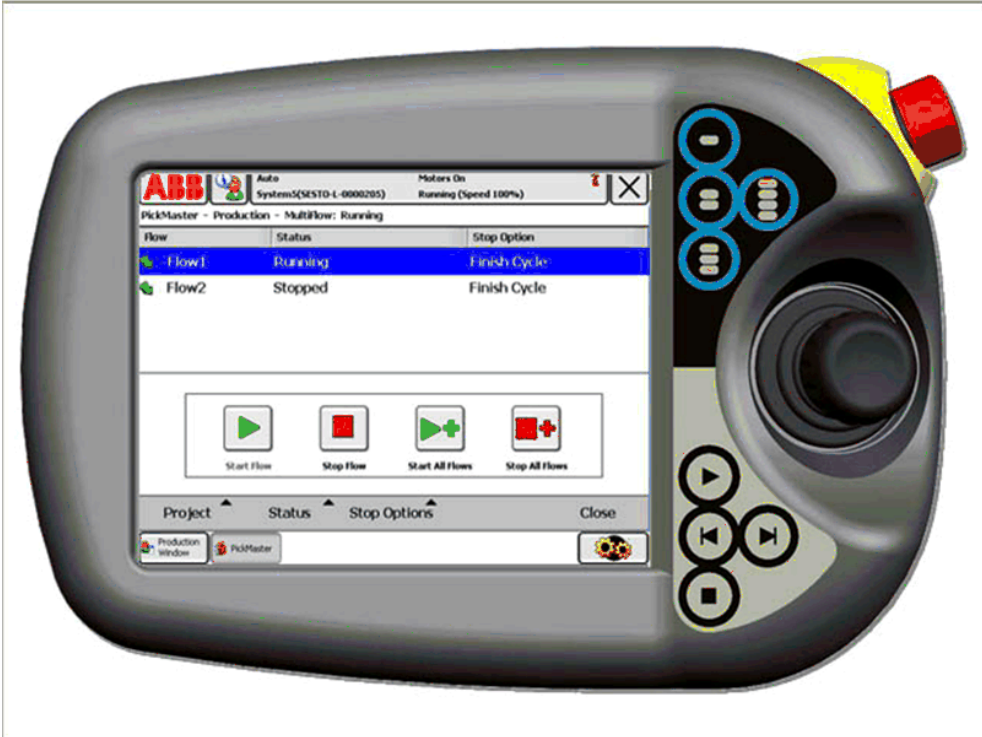 ABB
Auto Motors On
System5(SESTO-L-0000205) Running (Speed 100%)
PickMaster - Production - MultiFlow: Running
Flow Status Stop Option
Flow1 Running Finish Cycle
Flow2 Stopped Finish Cycle
Start Flow Stop Flow Start All Flows Stop All Flows
Project Status Stop Options Close
Production
Window
PickMaster